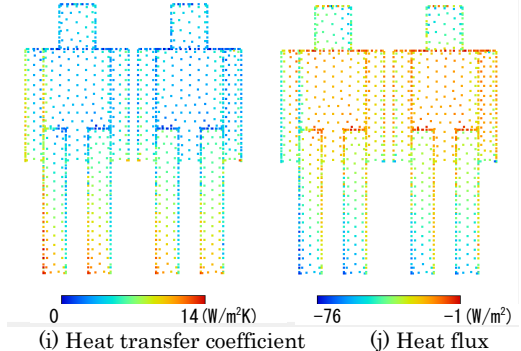 0 14(W/m²K) −76 −1(W/m²)
(i) Heat transfer coefficient (j) Heat flux